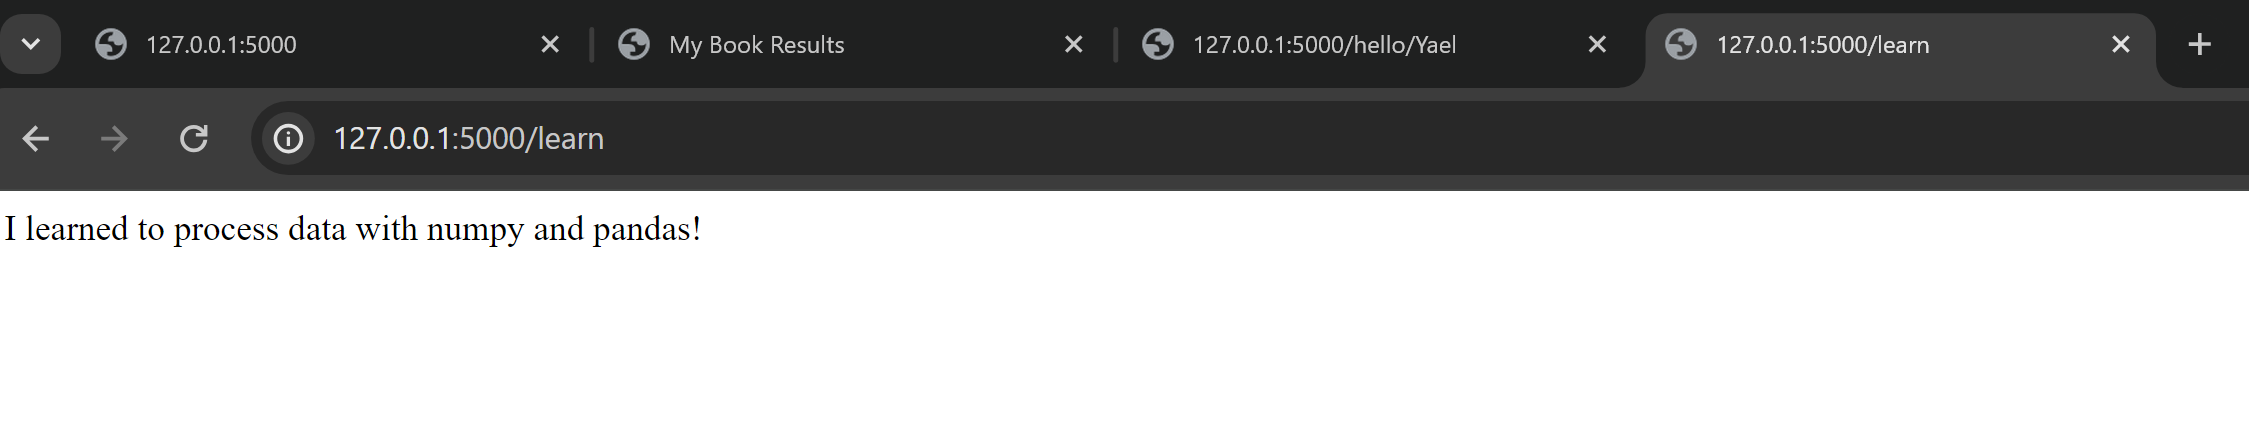 127.0.0.1:5000
My Book Results
127.0.0.1:5000/hello/Yael
127.0.0.1:5000/learn
127.0.0.1:5000/learn
I learned to process data with numpy and pandas!